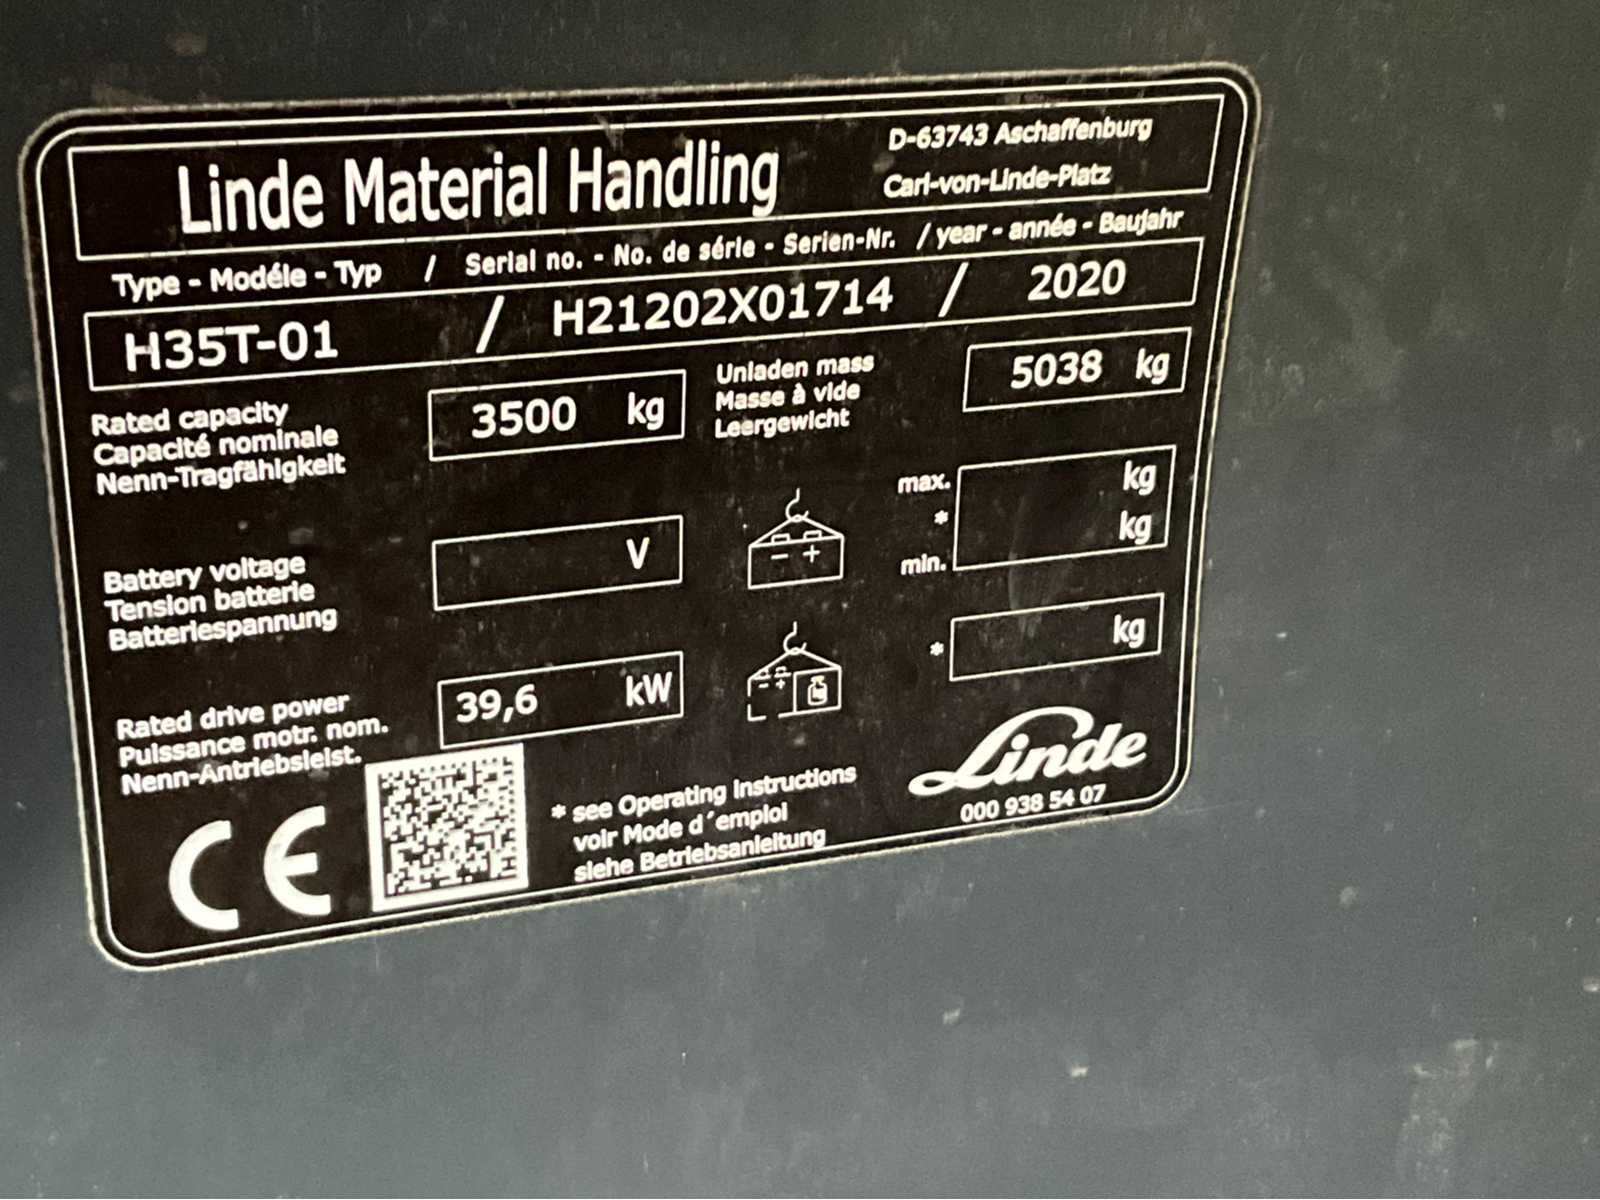 Linde Material Handling
D-63743 Aschaffenburg
Carl-von-Linde-Platz
Type - Modéle - Typ / Serial no. - No. de série - Serien-Nr. / year - année - Baujahr
H35T-01 / H21202X01714 / 2020
Rated capacity
Capacité nominale
Nenn-Tragfähigkeit
3500 kg
Unladen mass
Masse à vide
Leergewicht
5038 kg
Battery voltage
Tension batterie
Batteriespannung
V
- +
max. kg
* kg
min.
Rated drive power
Puissance motr. nom.
Nenn-Antriebsleist.
39,6 kW
- +
kg
* kg
CE
* see Operating instructions
voir Mode d´emploi
siehe Betriebsanleitung
Linde
000 938 54 07